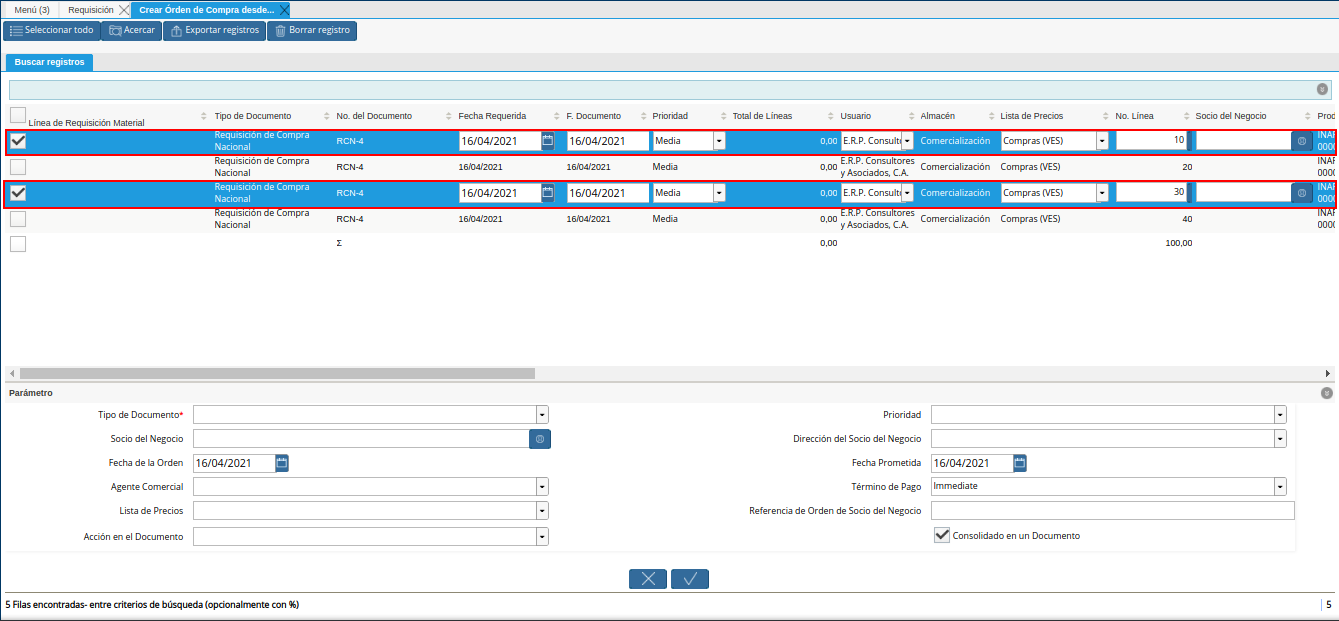 Menú (3) Requisición Crear Órden de Compra desde...
Seleccionar todo Acercar Exportar registros Borrar registro
Buscar registros
Línea de Requisición Material Tipo de Documento No. del Documento Fecha Requerida F. Documento Prioridad Total de Líneas Usuario Almacén Lista de Precios No. Línea Socio del Negocio Prod
Requisición de Compra
Nacional RCN-4 16/04/2021 16/04/2021 Media 0,00 E.R.P. Consulto Comercialización Compras (VES) 10 INAF
0000
Requisición de Compra E.R.P. Consultores INAF
Nacional RCN-4 16/04/2021 16/04/2021 Media 0,00 y Asociados, C.A. Comercialización Compras (VES) 20 0000
Requisición de Compra
Nacional RCN-4 16/04/2021 16/04/2021 Media 0,00 E.R.P. Consulto Comercialización Compras (VES) 30 INAF
0000
Requisición de Compra E.R.P. Consultores INAF
Nacional RCN-4 16/04/2021 16/04/2021 Media 0,00 y Asociados, C.A. Comercialización Compras (VES) 40 0000
Σ 0,00 100,00
Parámetro
Tipo de Documento* Prioridad
Socio del Negocio Dirección del Socio del Negocio
Fecha de la Orden 16/04/2021 Fecha Prometida 16/04/2021
Agente Comercial Término de Pago Immediate
Lista de Precios Referencia de Orden de Socio del Negocio
Acción en el Documento Consolidado en un Documento
5 Filas encontradas- entre criterios de búsqueda (opcionalmente con %) 5